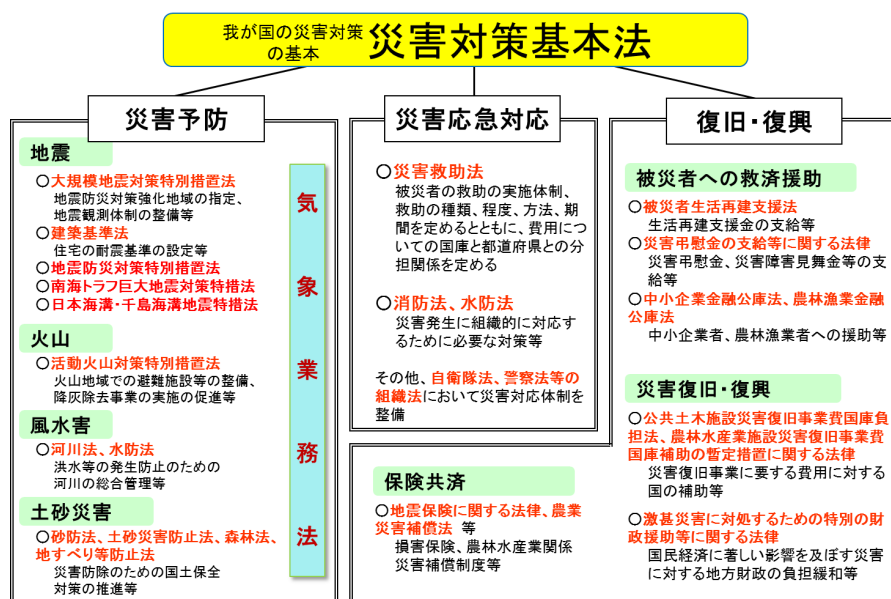 我が国の災害対策
の基本
災害対策基本法
災害予防
地震
○大規模地震対策特別措置法
地震防災対策強化地域の指定、
地震観測体制の整備等
○建築基準法
住宅の耐震基準の設定等
○地震防災対策特別措置法
○南海トラフ巨大地震対策特措法
○日本海溝・千島海溝地震特措法
火山
○活動火山対策特別措置法
火山地域での避難施設等の整備、
降灰除去事業の実施の促進等
風水害
○河川法、水防法
洪水等の発生防止のための
河川の総合管理等
土砂災害
○砂防法、土砂災害防止法、森林法、
地すべり等防止法
災害防除のための国土保全
対策の推進等
気象業務法
災害応急対応
○災害救助法
被災者の救助の実施体制、
救助の種類、程度、方法、期
間を定めるとともに、費用につ
いての国庫と都道府県との分
担関係を定める
○消防法、水防法
災害発生に組織的に対応す
るために必要な対策等
その他、自衛隊法、警察法等の
組織法において災害対応体制を
整備
保険共済
○地震保険に関する法律、農業
災害補償法 等
損害保険、農林水産業関係
災害補償制度等
復旧・復興
被災者への救済援助
○被災者生活再建支援法
生活再建支援金の支給等
○災害弔慰金の支給等に関する法律
災害弔慰金、災害障害見舞金等の支
給等
○中小企業金融公庫法、農林漁業金融
公庫法
中小企業者、農林漁業者への援助等
災害復旧・復興
○公共土木施設災害復旧事業費国庫負
担法、農林水産業施設災害復旧事業費
国庫補助の暫定措置に関する法律
災害復旧事業に要する費用に対する
国の補助等
○激甚災害に対処するための特別の財
政援助等に関する法律
国民経済に著しい影響を及ぼす災害
に対する地方財政の負担緩和等